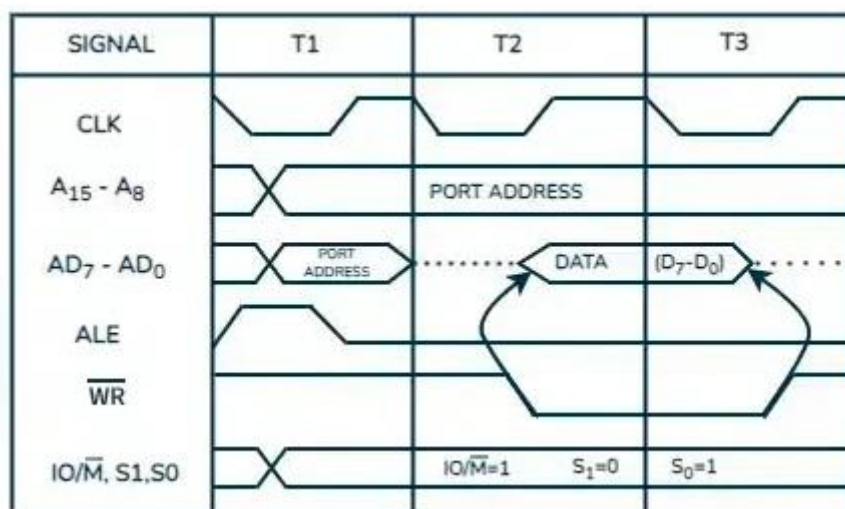 SIGNAL T1 T2 T3
CLK
A₁₅ - A₈ PORT ADDRESS
AD₇ - AD₀ PORT ADDRESS DATA (D₇-D₀)
ALE
W̅R̅
IO/M̅, S1,S0 IO/M̅=1 S₁=0 S₀=1